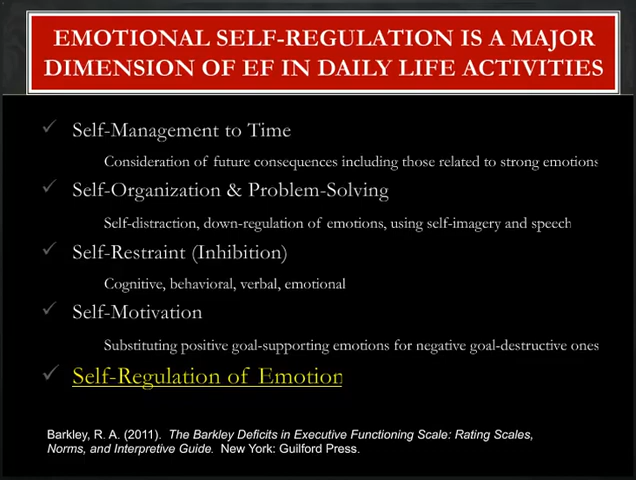 EMOTIONAL SELF-REGULATION IS A MAJOR
DIMENSION OF EF IN DAILY LIFE ACTIVITIES
✓ Self-Management to Time
Consideration of future consequences including those related to strong emotions
✓ Self-Organization & Problem-Solving
Self-distraction, down-regulation of emotions, using self-imagery and speech
✓ Self-Restraint (Inhibition)
Cognitive, behavioral, verbal, emotional
✓ Self-Motivation
Substituting positive goal-supporting emotions for negative goal-destructive ones
✓ Self-Regulation of Emotion
Barkley, R. A. (2011). The Barkley Deficits in Executive Functioning Scale: Rating Scales,
Norms, and Interpretive Guide. New York: Guilford Press.